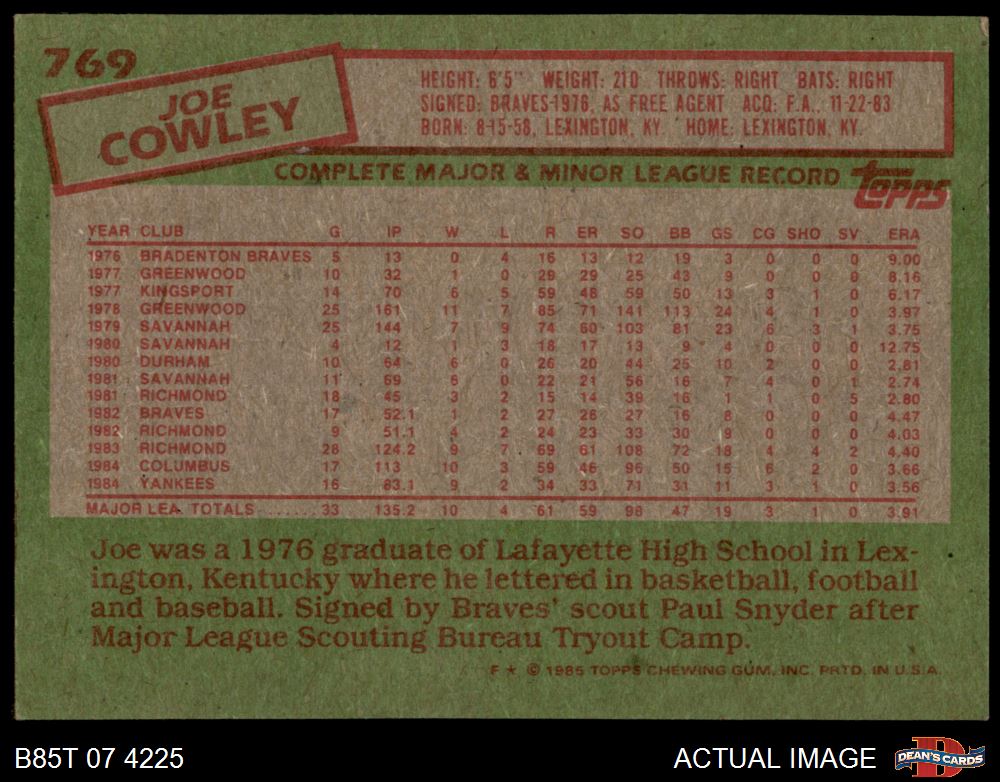 769
JOE
COWLEY
HEIGHT: 6'5" WEIGHT: 210 THROWS: RIGHT BATS: RIGHT
SIGNED: BRAVES-1976, AS FREE AGENT ACQ: F.A., 11-22-83
BORN: 8-15-58, LEXINGTON, KY. HOME: LEXINGTON, KY.
COMPLETE MAJOR & MINOR LEAGUE RECORD topps
YEAR CLUB G IP W L R ER SO BB GS CG SHO SV ERA
1976 BRADENTON BRAVES 5 13 0 4 16 13 12 19 3 0 0 0 9.00
1977 GREENWOOD 10 32 1 0 29 29 25 43 9 0 0 0 8.16
1977 KINGSPORT 14 70 6 5 59 48 59 50 13 3 1 0 6.17
1978 GREENWOOD 25 161 11 7 85 71 141 113 24 4 1 0 3.97
1979 SAVANNAH 25 144 7 9 74 60 103 81 23 6 3 1 3.75
1980 SAVANNAH 4 12 1 3 18 17 13 9 4 0 0 0 12.75
1980 DURHAM 10 64 6 0 26 20 44 25 10 2 0 0 2.81
1981 SAVANNAH 11 69 6 0 22 21 56 16 7 4 0 1 2.74
1981 RICHMOND 18 45 3 2 15 14 39 16 1 1 0 5 2.80
1982 BRAVES 17 52.1 1 2 27 26 27 16 8 0 0 0 4.47
1982 RICHMOND 9 51.1 4 2 24 23 33 30 9 0 0 0 4.03
1983 RICHMOND 28 124.2 9 7 69 61 108 72 18 4 4 2 4.40
1984 COLUMBUS 17 113 10 3 59 46 96 50 15 6 2 0 3.66
1984 YANKEES 16 83.1 9 2 34 33 71 31 11 3 1 0 3.56
MAJOR LEA. TOTALS ....... 33 135.2 10 4 61 59 98 47 19 3 1 0 3.91
Joe was a 1976 graduate of Lafayette High School in Lex-
ington, Kentucky where he lettered in basketball, football
and baseball. Signed by Braves' scout Paul Snyder after
Major League Scouting Bureau Tryout Camp.
F ★ © 1985 TOPPS CHEWING GUM, INC. PRTD. IN U.S.A.
B85T 07 4225 ACTUAL IMAGE D DEAN'S CARDS